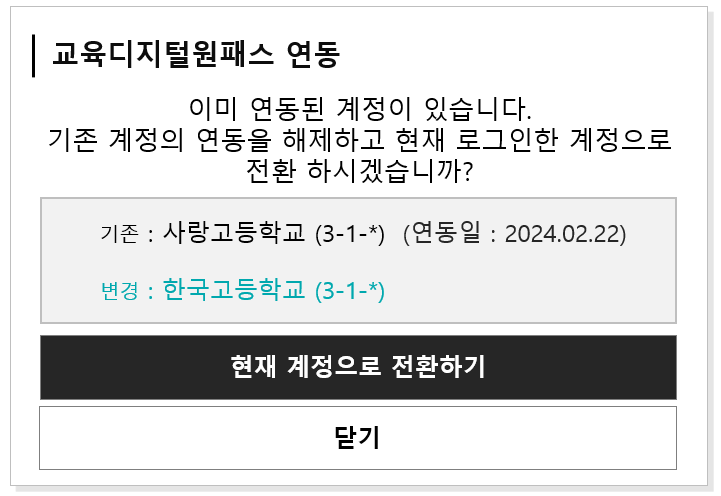 교육디지털원패스 연동
이미 연동된 계정이 있습니다.
기존 계정의 연동을 해제하고 현재 로그인한 계정으로
전환 하시겠습니까?
기존 : 사랑고등학교 (3-1-*) (연동일 : 2024.02.22)
변경 : 한국고등학교 (3-1-*)
현재 계정으로 전환하기
닫기